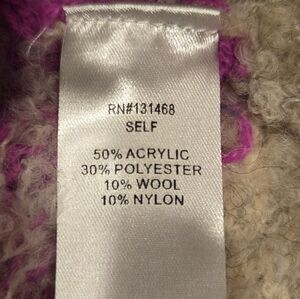 RN#131468
SELF
50% ACRYLIC
30% POLYESTER
10% WOOL
10% NYLON